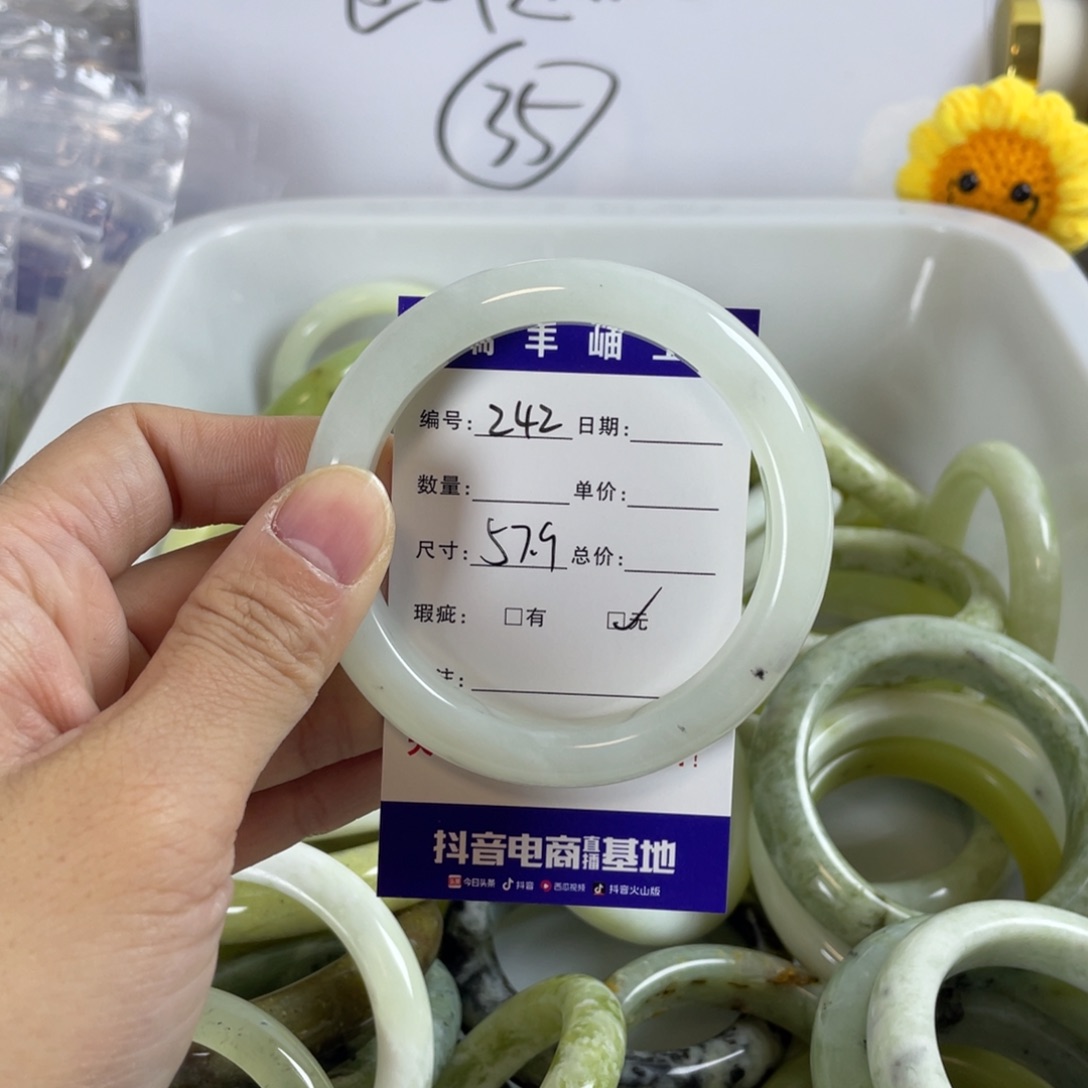 35
羊岫
编号: 242 日期:
数量: 单价:
尺寸: 57.9 总价:
瑕疵: □有 ☑无
注:
抖音电商直播基地
今日头条 抖音 西瓜视频 抖音火山版